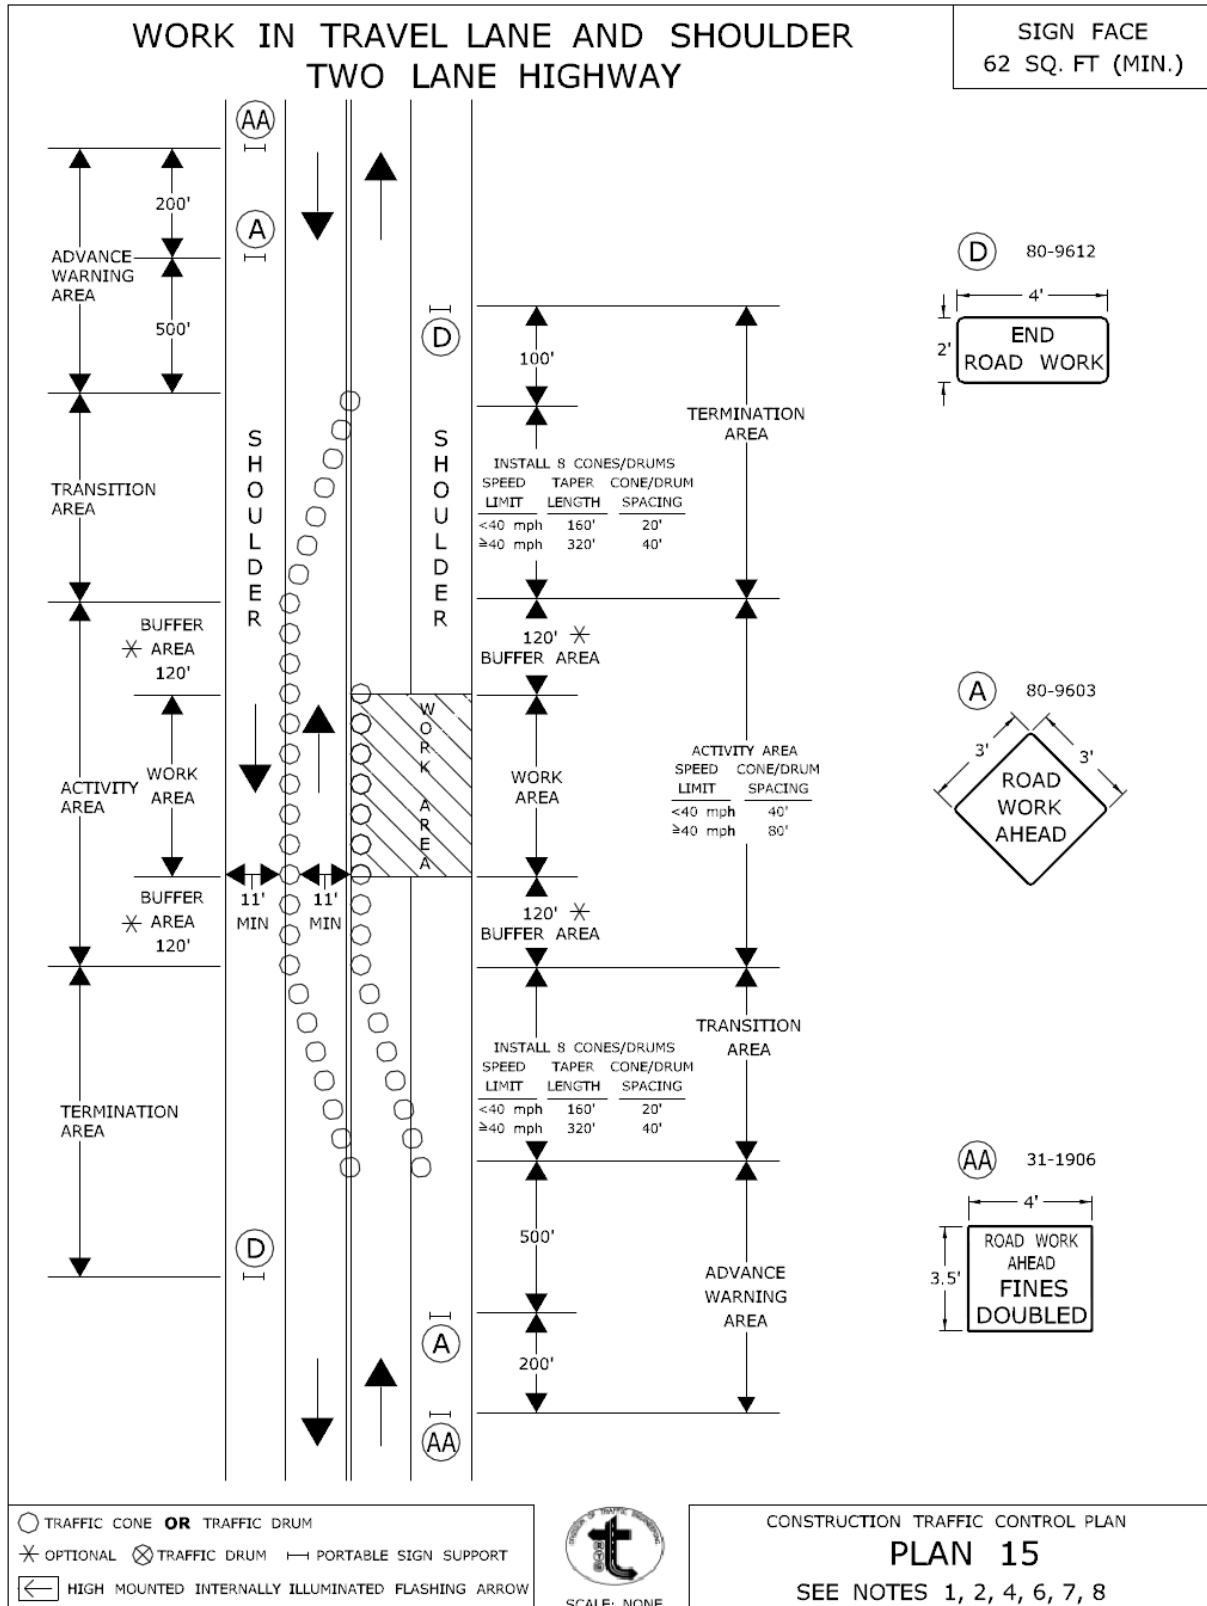 WORK IN TRAVEL LANE AND SHOULDER
TWO LANE HIGHWAY
SIGN FACE
62 SQ. FT (MIN.)
AA
200'
A
ADVANCE
WARNING
AREA
500'
D
100'
TERMINATION
AREA
SHOULDER
SHOULDER
INSTALL 8 CONES/DRUMS
SPEED TAPER CONE/DRUM
LIMIT LENGTH SPACING
<40 mph 160' 20'
≥40 mph 320' 40'
TRANSITION
AREA
BUFFER
AREA
120'
120'
BUFFER AREA
WORK AREA
ACTIVITY
AREA
WORK
AREA
WORK
AREA
ACTIVITY AREA
SPEED CONE/DRUM
LIMIT SPACING
<40 mph 40'
≥40 mph 80'
BUFFER
AREA
120'
11'
MIN
11'
MIN
120'
BUFFER AREA
TRANSITION
AREA
INSTALL 8 CONES/DRUMS
SPEED TAPER CONE/DRUM
LIMIT LENGTH SPACING
<40 mph 160' 20'
≥40 mph 320' 40'
TERMINATION
AREA
D
500'
ADVANCE
WARNING
AREA
A
200'
AA
D 80-9612
4'
2'
END
ROAD WORK
A 80-9603
3'
3'
ROAD
WORK
AHEAD
AA 31-1906
4'
3.5'
ROAD WORK
AHEAD
FINES
DOUBLED
TRAFFIC CONE OR TRAFFIC DRUM
OPTIONAL TRAFFIC DRUM PORTABLE SIGN SUPPORT
HIGH MOUNTED INTERNALLY ILLUMINATED FLASHING ARROW
DIVISION OF TRAFFIC ENGINEERING
SCALE: NONE
CONSTRUCTION TRAFFIC CONTROL PLAN
PLAN 15
SEE NOTES 1, 2, 4, 6, 7, 8